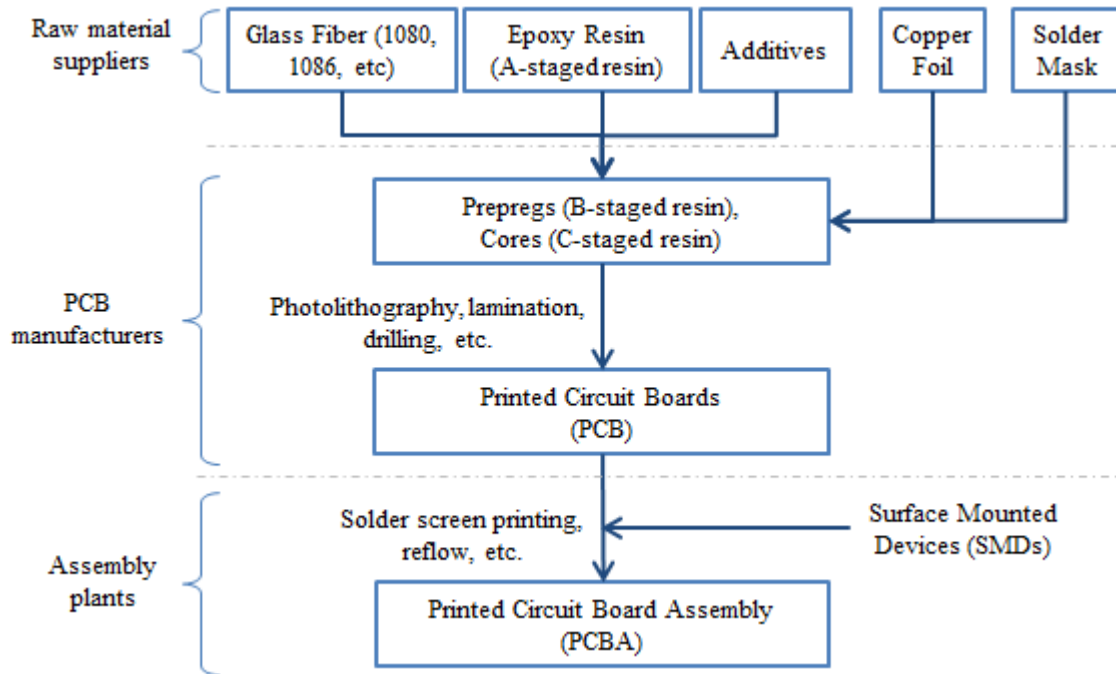 Raw material
suppliers
Glass Fiber (1080,
1086, etc)
Epoxy Resin
(A-staged resin)
Additives
Copper
Foil
Solder
Mask
PCB
manufacturers
Prepregs (B-staged resin),
Cores (C-staged resin)
Photolithography, lamination,
drilling, etc.
Printed Circuit Boards
(PCB)
Assembly
plants
Solder screen printing,
reflow, etc.
Surface Mounted
Devices (SMDs)
Printed Circuit Board Assembly
(PCBA)